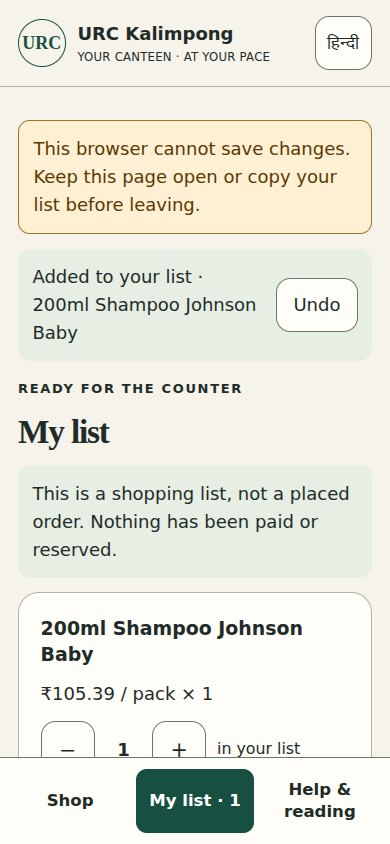 URC
URC Kalimpong
YOUR CANTEEN · AT YOUR PACE
हिन्दी
This browser cannot save changes.
Keep this page open or copy your
list before leaving.
Added to your list ·
200ml Shampoo Johnson
Baby
Undo
READY FOR THE COUNTER
My list
This is a shopping list, not a placed
order. Nothing has been paid or
reserved.
200ml Shampoo Johnson
Baby
₹105.39 / pack × 1
− 1 + in your list
Shop
My list · 1
Help &
reading